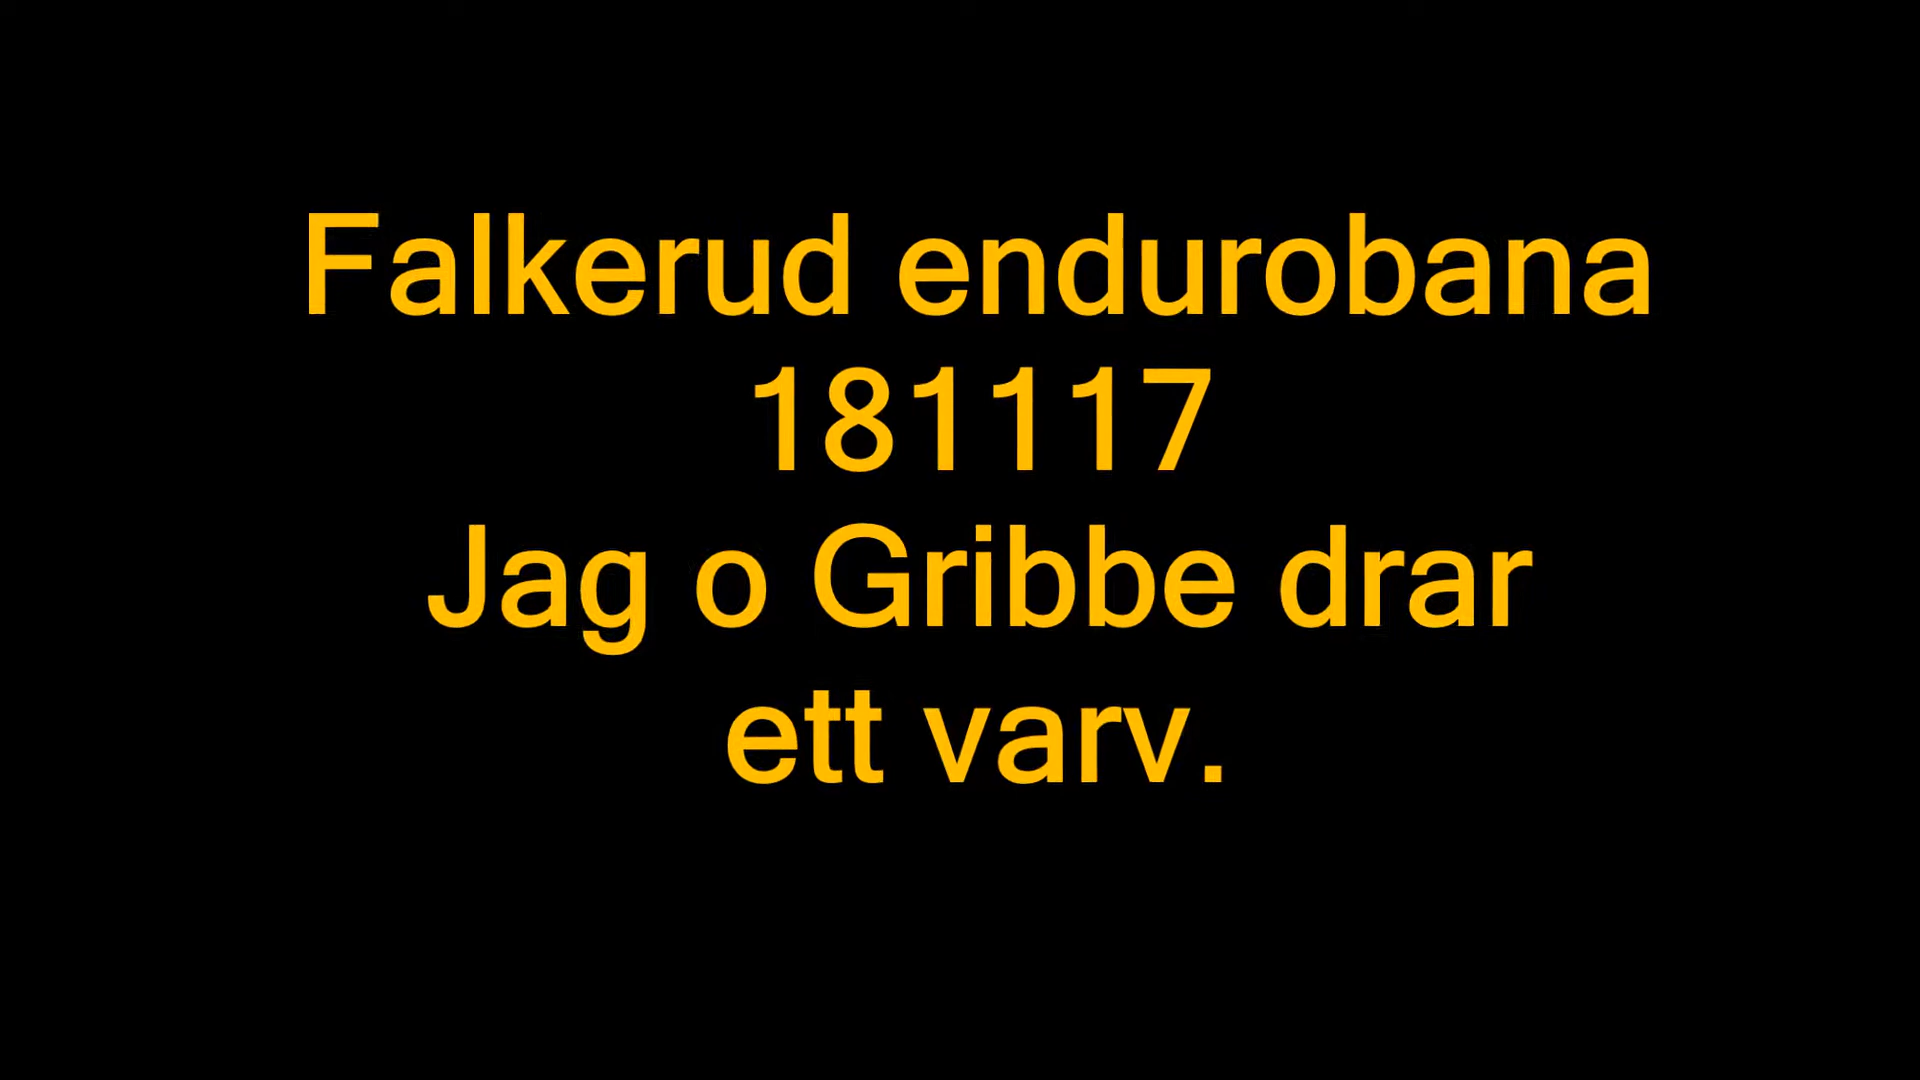 Falkerud endurobana
181117
Jag o Gribbe drar
ett varv.